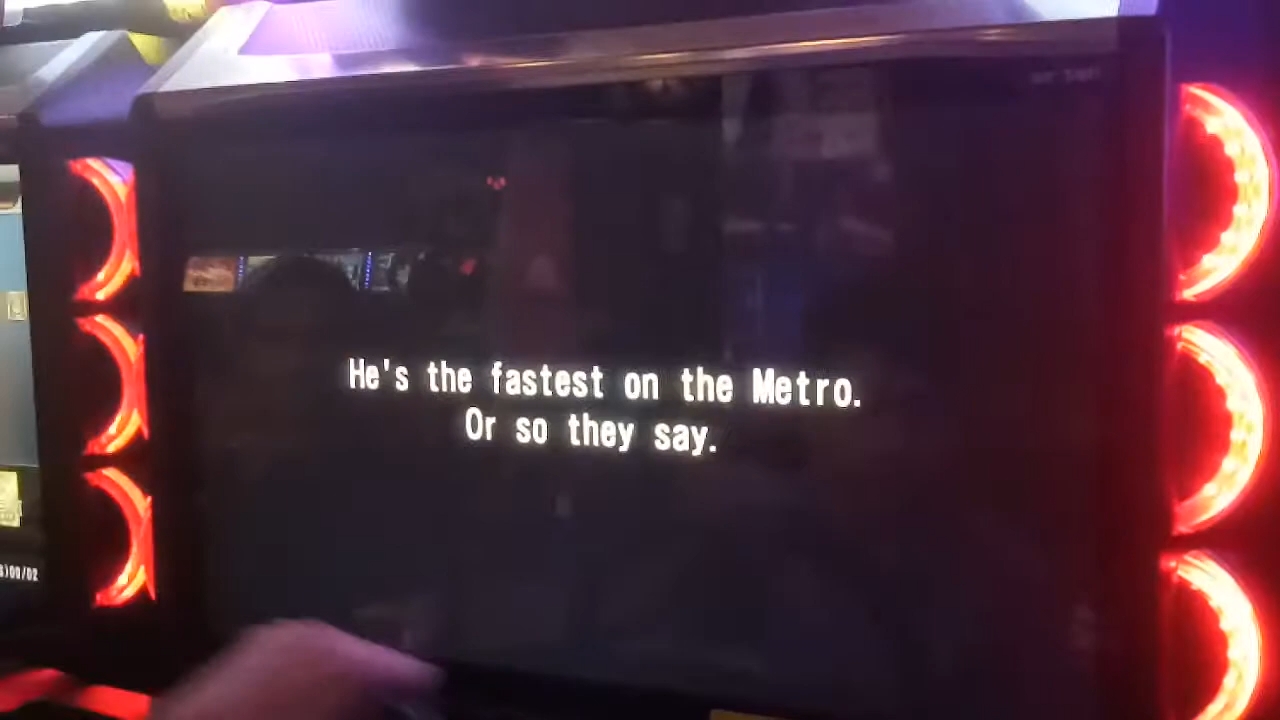 He's the fastest on the Metro.
Or so they say.